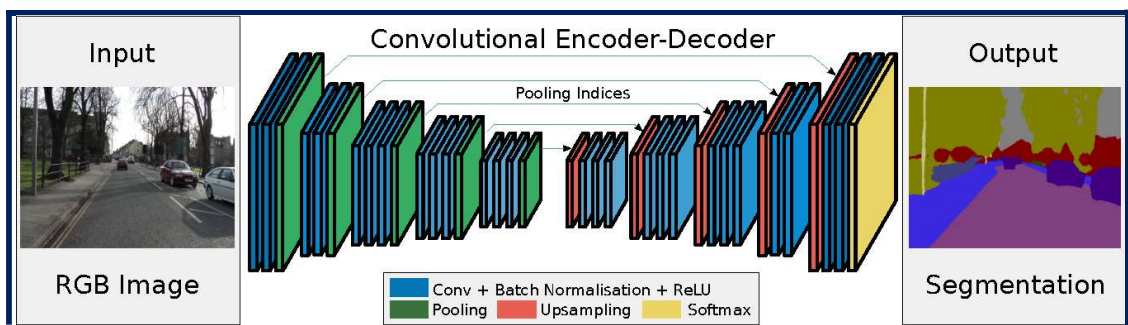 Input
RGB Image
Convolutional Encoder-Decoder
Pooling Indices
Conv + Batch Normalisation + ReLU
Pooling Upsampling Softmax
Output
Segmentation